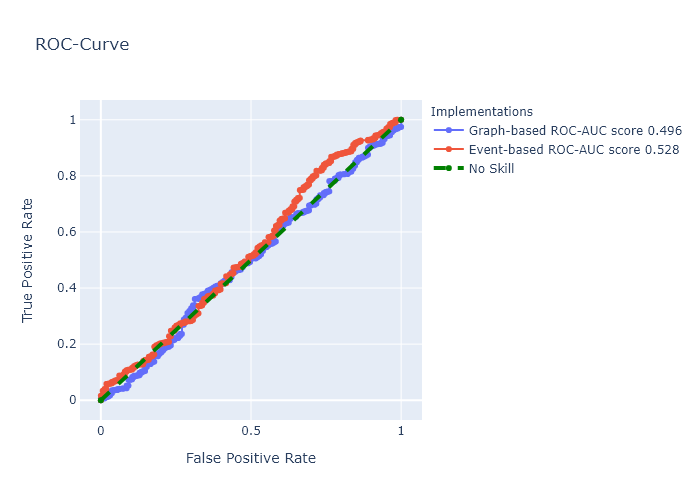 ROC-Curve
Implementations
Graph-based ROC-AUC score 0.496
Event-based ROC-AUC score 0.528
No Skill
True Positive Rate
1
0.8
0.6
0.4
0.2
0
0
0.5
1
False Positive Rate